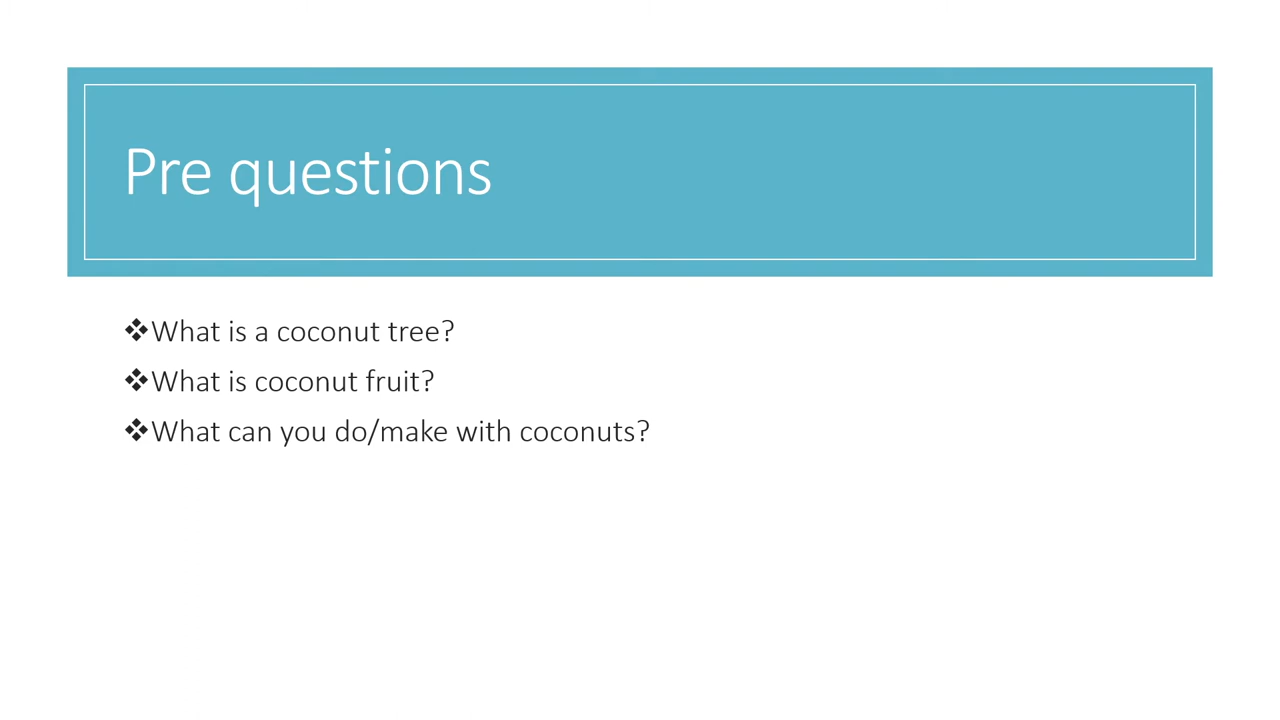 Pre questions
❖What is a coconut tree?
❖What is coconut fruit?
❖What can you do/make with coconuts?